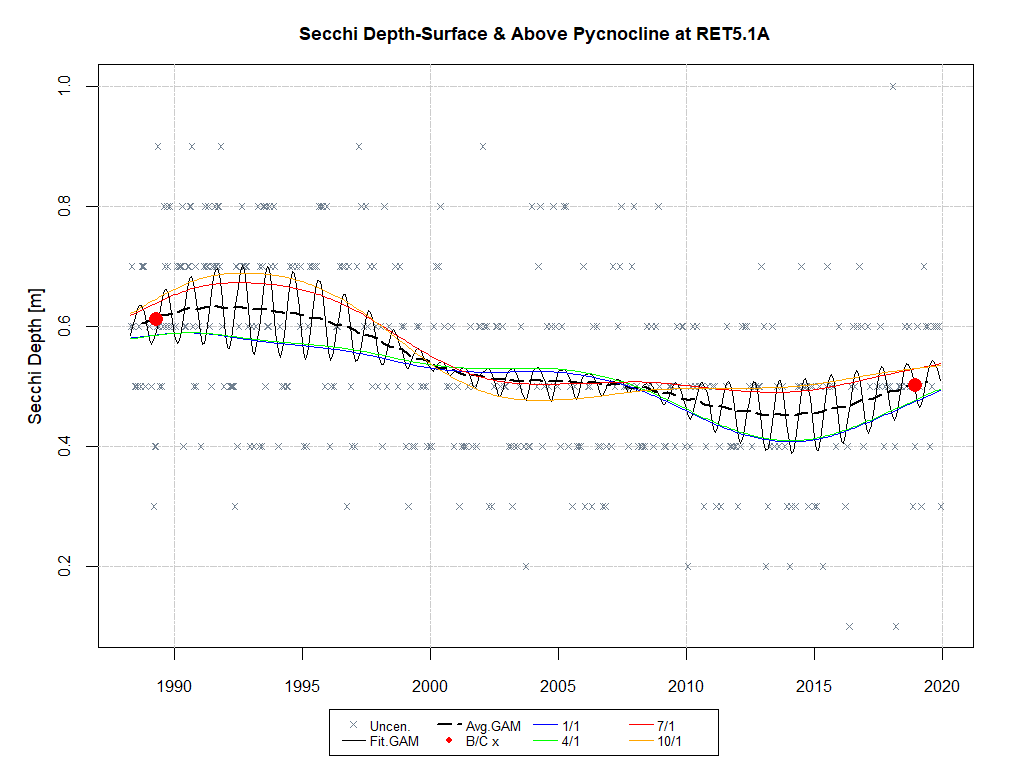 Secchi Depth-Surface & Above Pycnocline at RET5.1A
Secchi Depth [m]
1.0
0.8
0.6
0.4
0.2
1990 1995 2000 2005 2010 2015 2020
Uncen. Avg.GAM 1/1 7/1
Fit.GAM B/C x 4/1 10/1